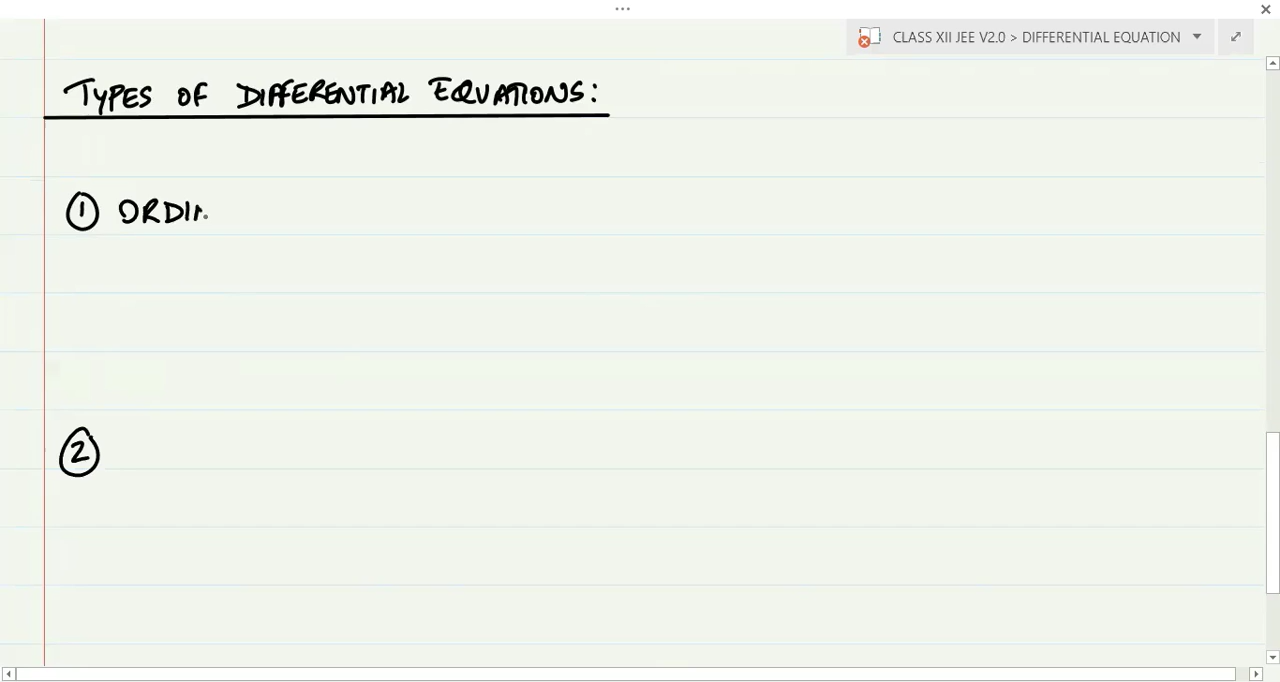 CLASS XII JEE V2.0 > DIFFERENTIAL EQUATION
TYPES OF DIFFERENTIAL EQUATIONS:
① ORDI
②